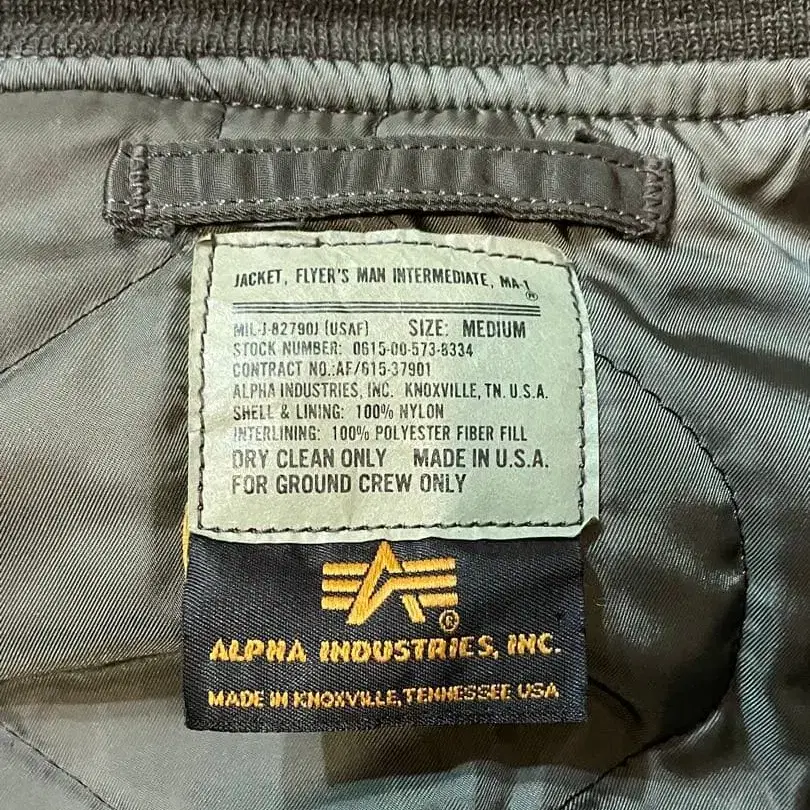 JACKET, FLYER'S MAN INTERMEDIATE, MA-1®
MIL-J-8279OJ (USAF) SIZE: MEDIUM
STOCK NUMBER: 0615-00-573-8334
CONTRACT NO.:AF/615-37901
ALPHA INDUSTRIES, INC. KNOXVILLE, TN. U.S.A.
SHELL & LINING: 100% NYLON
INTERLINING: 100% POLYESTER FIBER FILL
DRY CLEAN ONLY MADE IN U.S.A.
FOR GROUND CREW ONLY
A®
ALPHA INDUSTRIES, INC.
MADE IN KNOXVILLE, TENNESSEE USA